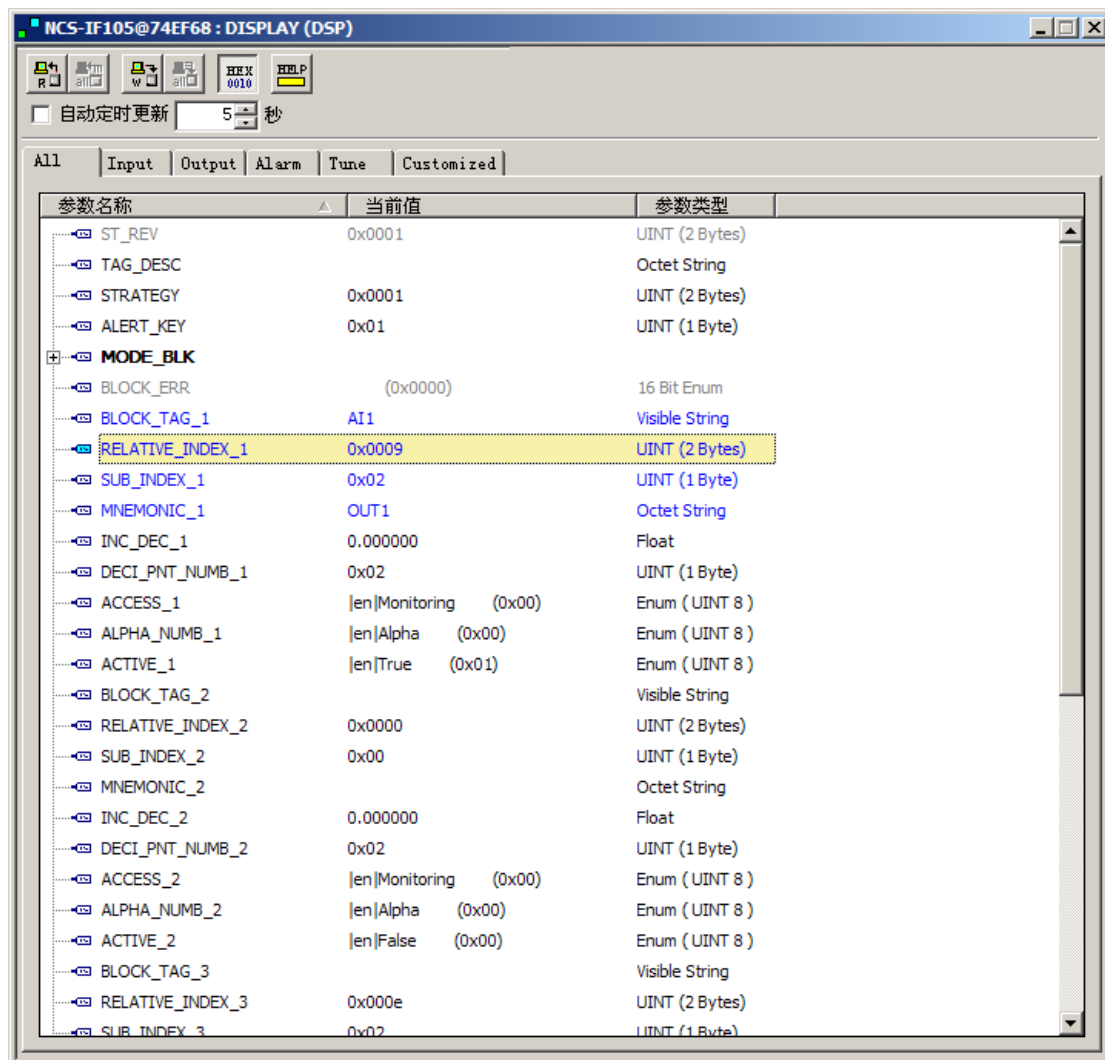 NCS-IF105@74EF68 : DISPLAY (DSP)
R all W all HEX 0010 HELP
自动定时更新 5 秒
All Input Output Alarm Tune Customized
参数名称 当前值 参数类型
ST_REV 0x0001 UINT (2 Bytes)
TAG_DESC Octet String
STRATEGY 0x0001 UINT (2 Bytes)
ALERT_KEY 0x01 UINT (1 Byte)
MODE_BLK
BLOCK_ERR (0x0000) 16 Bit Enum
BLOCK_TAG_1 AI1 Visible String
RELATIVE_INDEX_1 0x0009 UINT (2 Bytes)
SUB_INDEX_1 0x02 UINT (1 Byte)
MNEMONIC_1 OUT1 Octet String
INC_DEC_1 0.000000 Float
DECI_PNT_NUMB_1 0x02 UINT (1 Byte)
ACCESS_1 |en|Monitoring (0x00) Enum ( UINT 8 )
ALPHA_NUMB_1 |en|Alpha (0x00) Enum ( UINT 8 )
ACTIVE_1 |en|True (0x01) Enum ( UINT 8 )
BLOCK_TAG_2 Visible String
RELATIVE_INDEX_2 0x0000 UINT (2 Bytes)
SUB_INDEX_2 0x00 UINT (1 Byte)
MNEMONIC_2 Octet String
INC_DEC_2 0.000000 Float
DECI_PNT_NUMB_2 0x02 UINT (1 Byte)
ACCESS_2 |en|Monitoring (0x00) Enum ( UINT 8 )
ALPHA_NUMB_2 |en|Alpha (0x00) Enum ( UINT 8 )
ACTIVE_2 |en|False (0x00) Enum ( UINT 8 )
BLOCK_TAG_3 Visible String
RELATIVE_INDEX_3 0x000e UINT (2 Bytes)
SUB_INDEX_3 0x02 UINT (1 Byte)